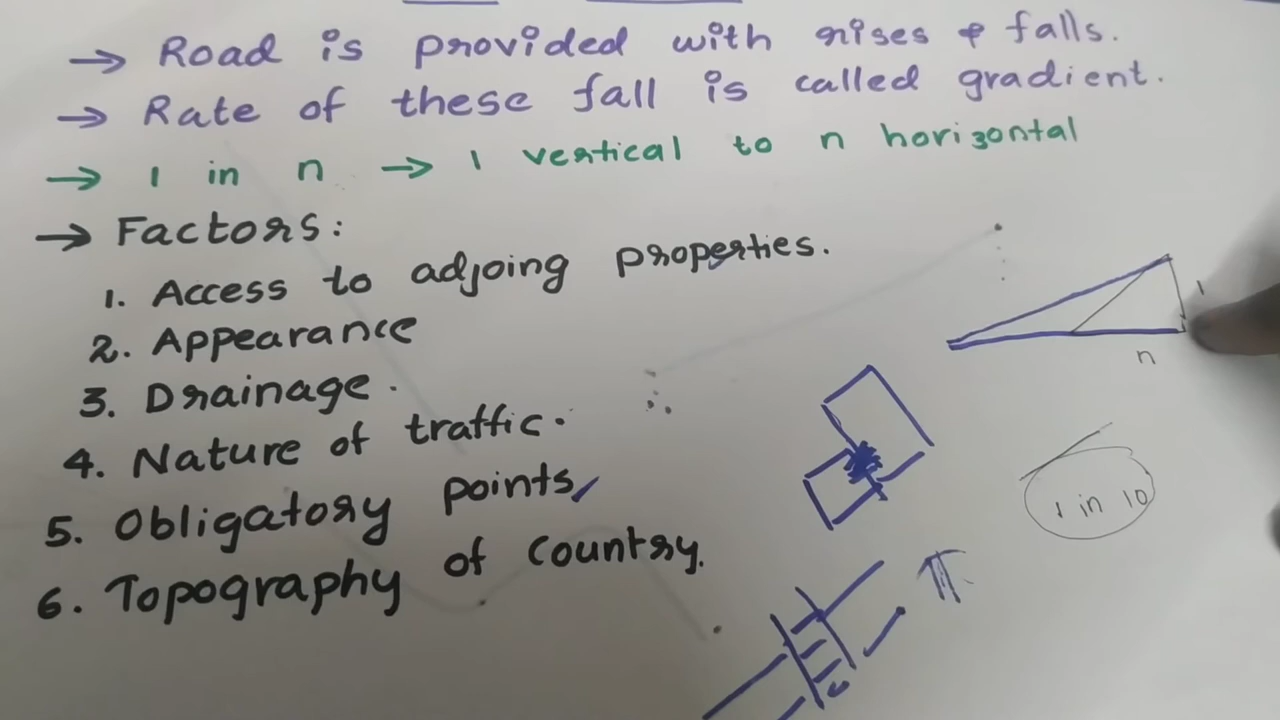 → Road is provided with rises & falls.
→ Rate of these fall is called gradient.
→ 1 in n → 1 vertical to n horizontal
→ Factors:
1. Access to adjoing properties.
2. Appearance
3. Drainage.
4. Nature of traffic.
5. Obligatory points
6. Topography of country.
1
n
1 in 10